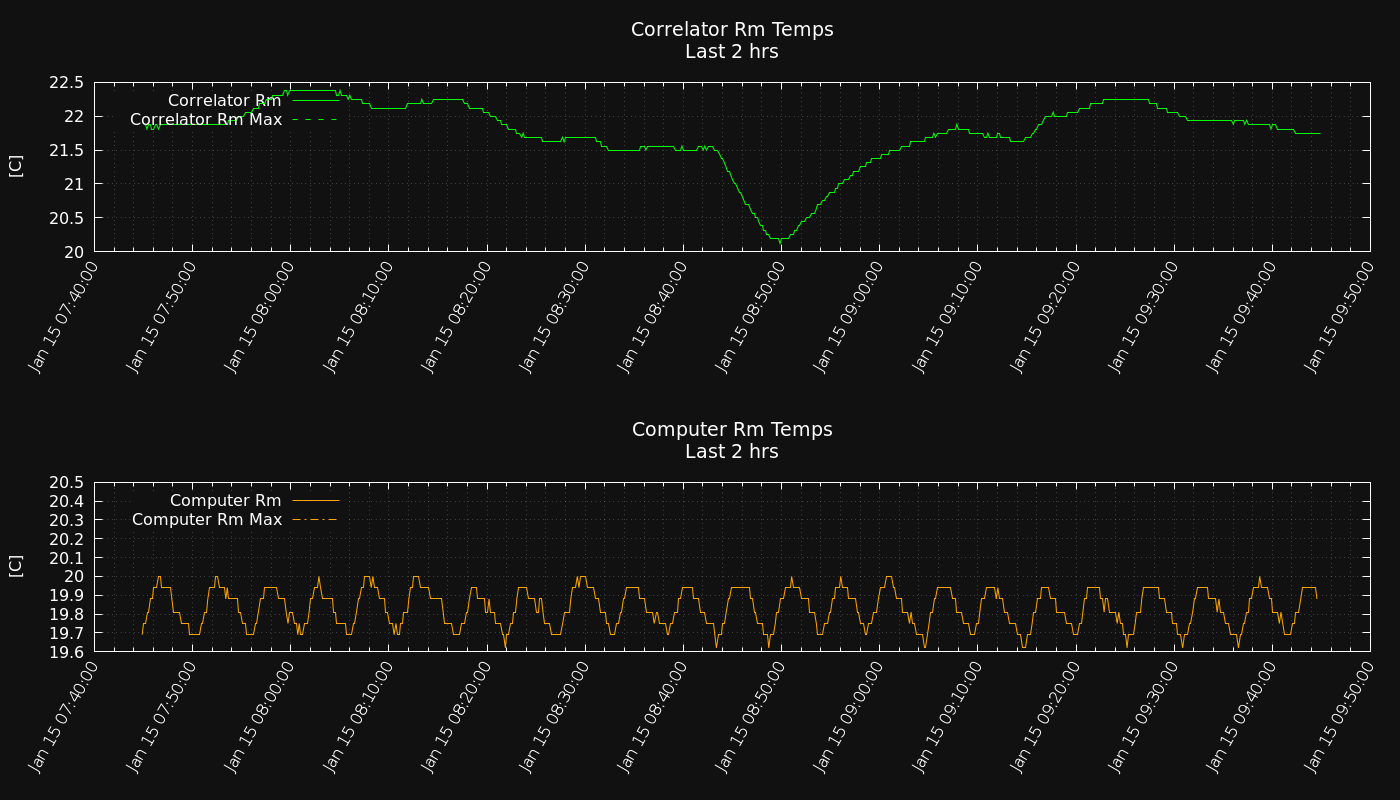 Correlator Rm Temps
Last 2 hrs
[C]
22.5
22
21.5
21
20.5
20
Correlator Rm
Correlator Rm Max
Jan 15 07:40:00
Jan 15 07:50:00
Jan 15 08:00:00
Jan 15 08:10:00
Jan 15 08:20:00
Jan 15 08:30:00
Jan 15 08:40:00
Jan 15 08:50:00
Jan 15 09:00:00
Jan 15 09:10:00
Jan 15 09:20:00
Jan 15 09:30:00
Jan 15 09:40:00
Jan 15 09:50:00
Computer Rm Temps
Last 2 hrs
[C]
20.5
20.4
20.3
20.2
20.1
20
19.9
19.8
19.7
19.6
Computer Rm
Computer Rm Max
Jan 15 07:40:00
Jan 15 07:50:00
Jan 15 08:00:00
Jan 15 08:10:00
Jan 15 08:20:00
Jan 15 08:30:00
Jan 15 08:40:00
Jan 15 08:50:00
Jan 15 09:00:00
Jan 15 09:10:00
Jan 15 09:20:00
Jan 15 09:30:00
Jan 15 09:40:00
Jan 15 09:50:00